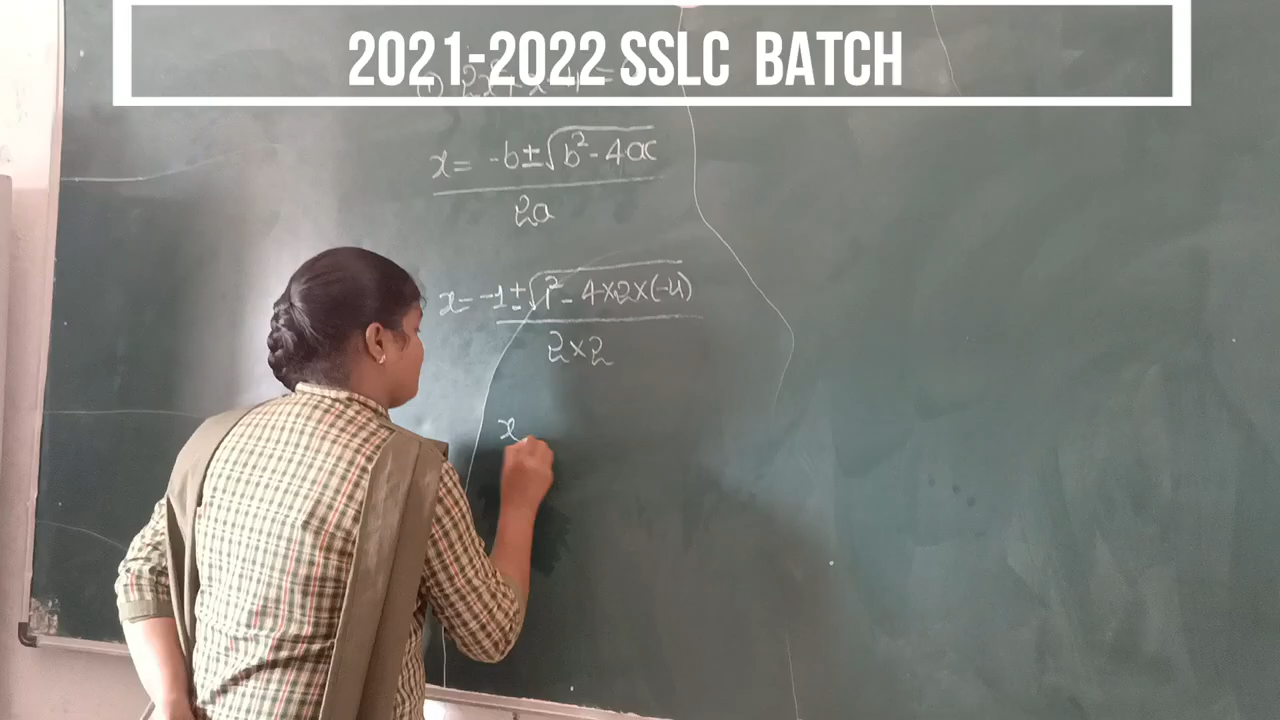 2021-2022 SSLC BATCH
x = -b ± √b² - 4ac
2a
x = -1 ± √1² - 4×2×(-4)
2×2
x